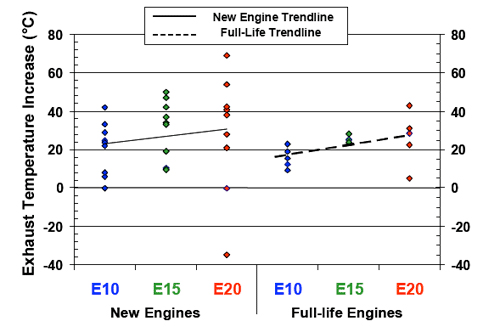 New Engine Trendline
Full-Life Trendline
Exhaust Temperature Increase (°C)
80 80
60 60
40 40
20 20
0 0
-20 -20
-40 -40
E10 E15 E20 E10 E15 E20
New Engines Full-life Engines